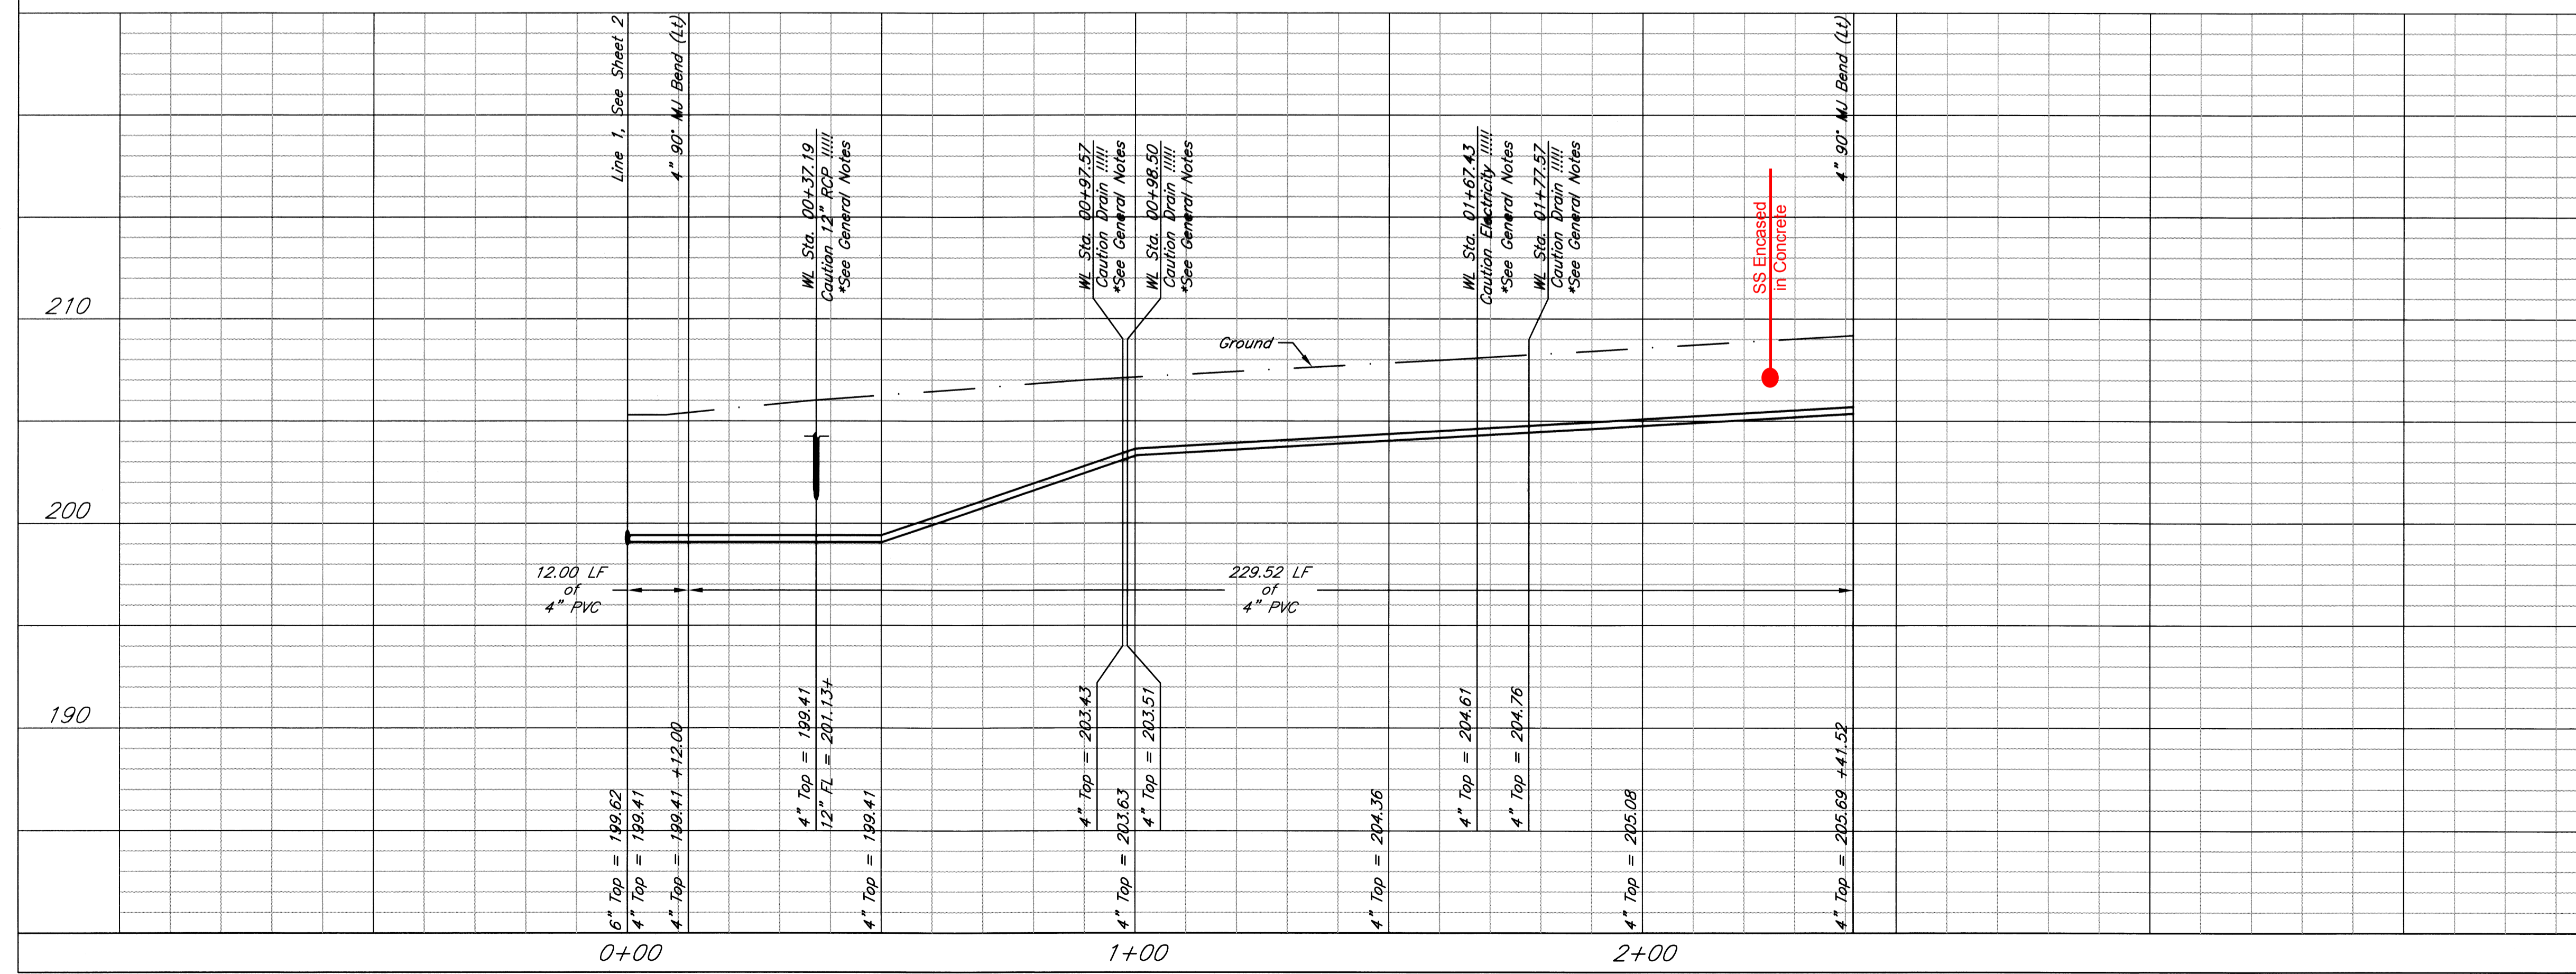 Line 1, See Sheet 2
4" 90° MJ Bend (Lt)
WL Sta. 00+37.19
Caution 12" RCP !!!!!
*See General Notes
WL Sta. 00+97.57
Caution Drain !!!!!
*See General Notes
WL Sta. 00+98.50
Caution Drain !!!!!
*See General Notes
WL Sta. 01+67.43
Caution Electricity !!!!!
*See General Notes
WL Sta. 01+77.57
Caution Drain !!!!!
*See General Notes
SS Encased
in Concrete
4" 90° MJ Bend (Lt)
210
Ground
200
12.00 LF
of
4" PVC
229.52 LF
of
4" PVC
190
6" Top = 199.62
4" Top = 199.41
4" Top = 199.41 +12.00
4" Top = 199.41
12" FL = 201.13±
4" Top = 199.41
4" Top = 203.43
4" Top = 203.63
4" Top = 203.51
4" Top = 204.36
4" Top = 204.61
4" Top = 204.76
4" Top = 205.08
4" Top = 205.69 +41.52
0+00
1+00
2+00